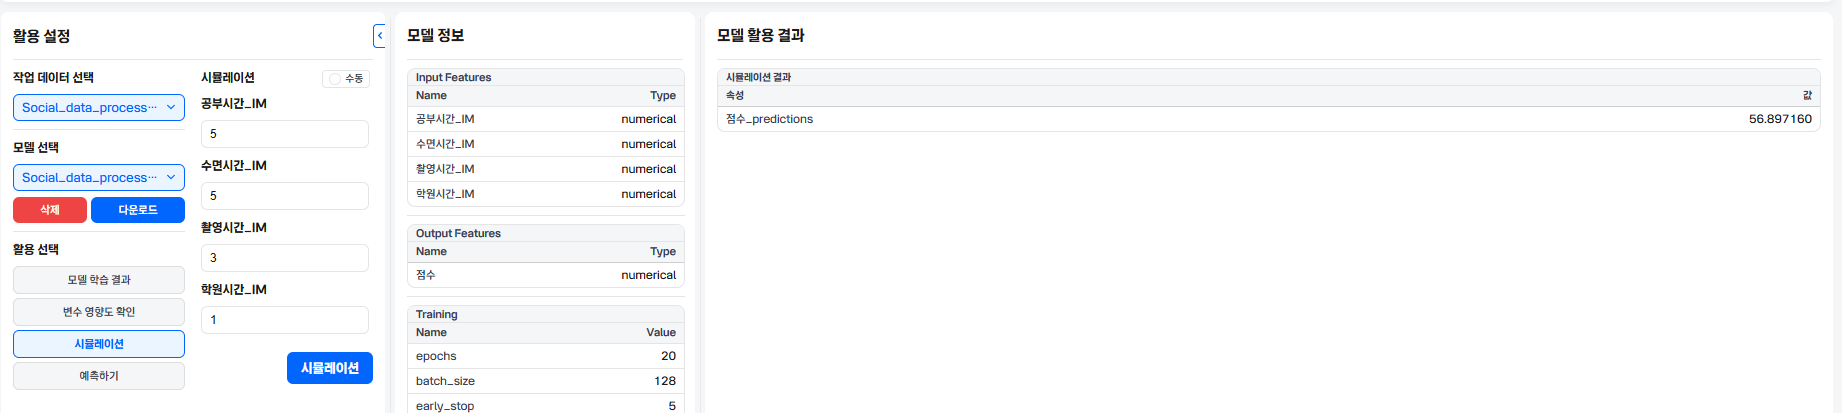 활용 설정
작업 데이터 선택
Social_data_process···
모델 선택
Social_data_process···
삭제
다운로드
활용 선택
모델 학습 결과
변수 영향도 확인
시뮬레이션
예측하기
시뮬레이션
수동
공부시간_IM
5
수면시간_IM
5
촬영시간_IM
3
학원시간_IM
1
시뮬레이션
모델 정보
Input Features
Name Type
공부시간_IM numerical
수면시간_IM numerical
촬영시간_IM numerical
학원시간_IM numerical
Output Features
Name Type
점수 numerical
Training
Name Value
epochs 20
batch_size 128
early_stop 5
모델 활용 결과
시뮬레이션 결과
속성 값
점수_predictions 56.897160